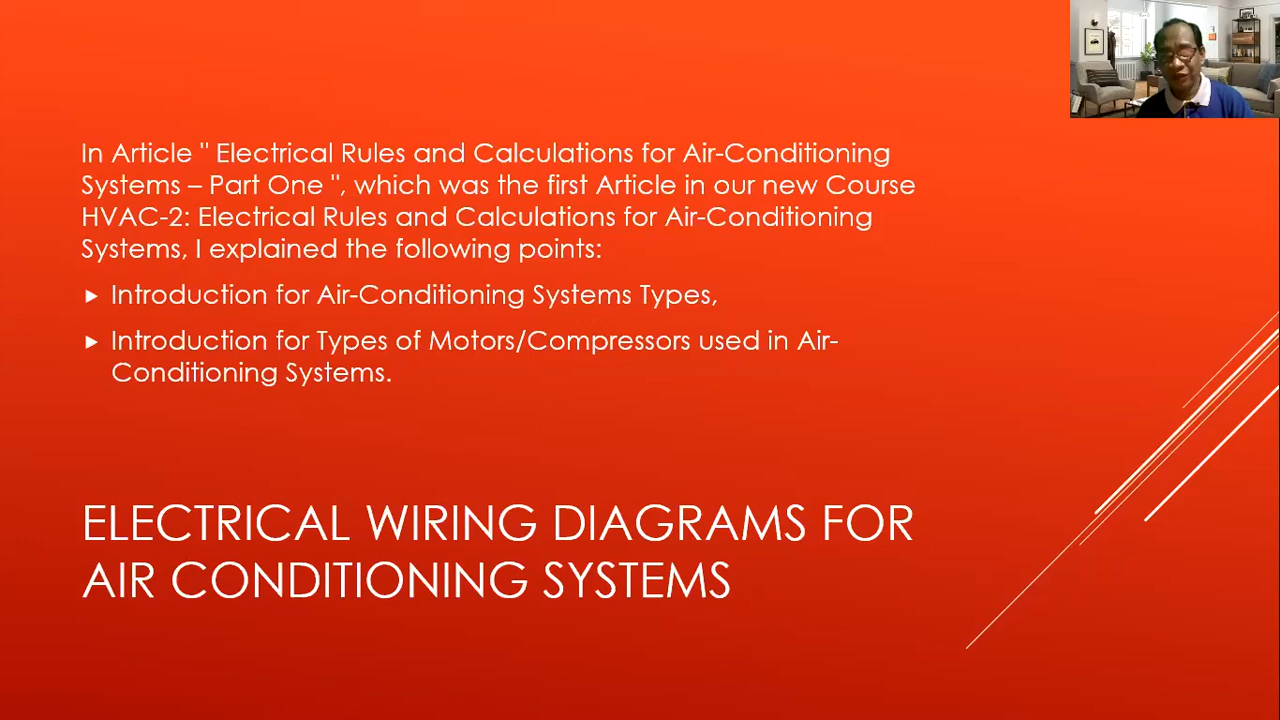 In Article " Electrical Rules and Calculations for Air-Conditioning
Systems – Part One ", which was the first Article in our new Course
HVAC-2: Electrical Rules and Calculations for Air-Conditioning
Systems, I explained the following points:
Introduction for Air-Conditioning Systems Types,
Introduction for Types of Motors/Compressors used in Air-
Conditioning Systems.
ELECTRICAL WIRING DIAGRAMS FOR
AIR CONDITIONING SYSTEMS